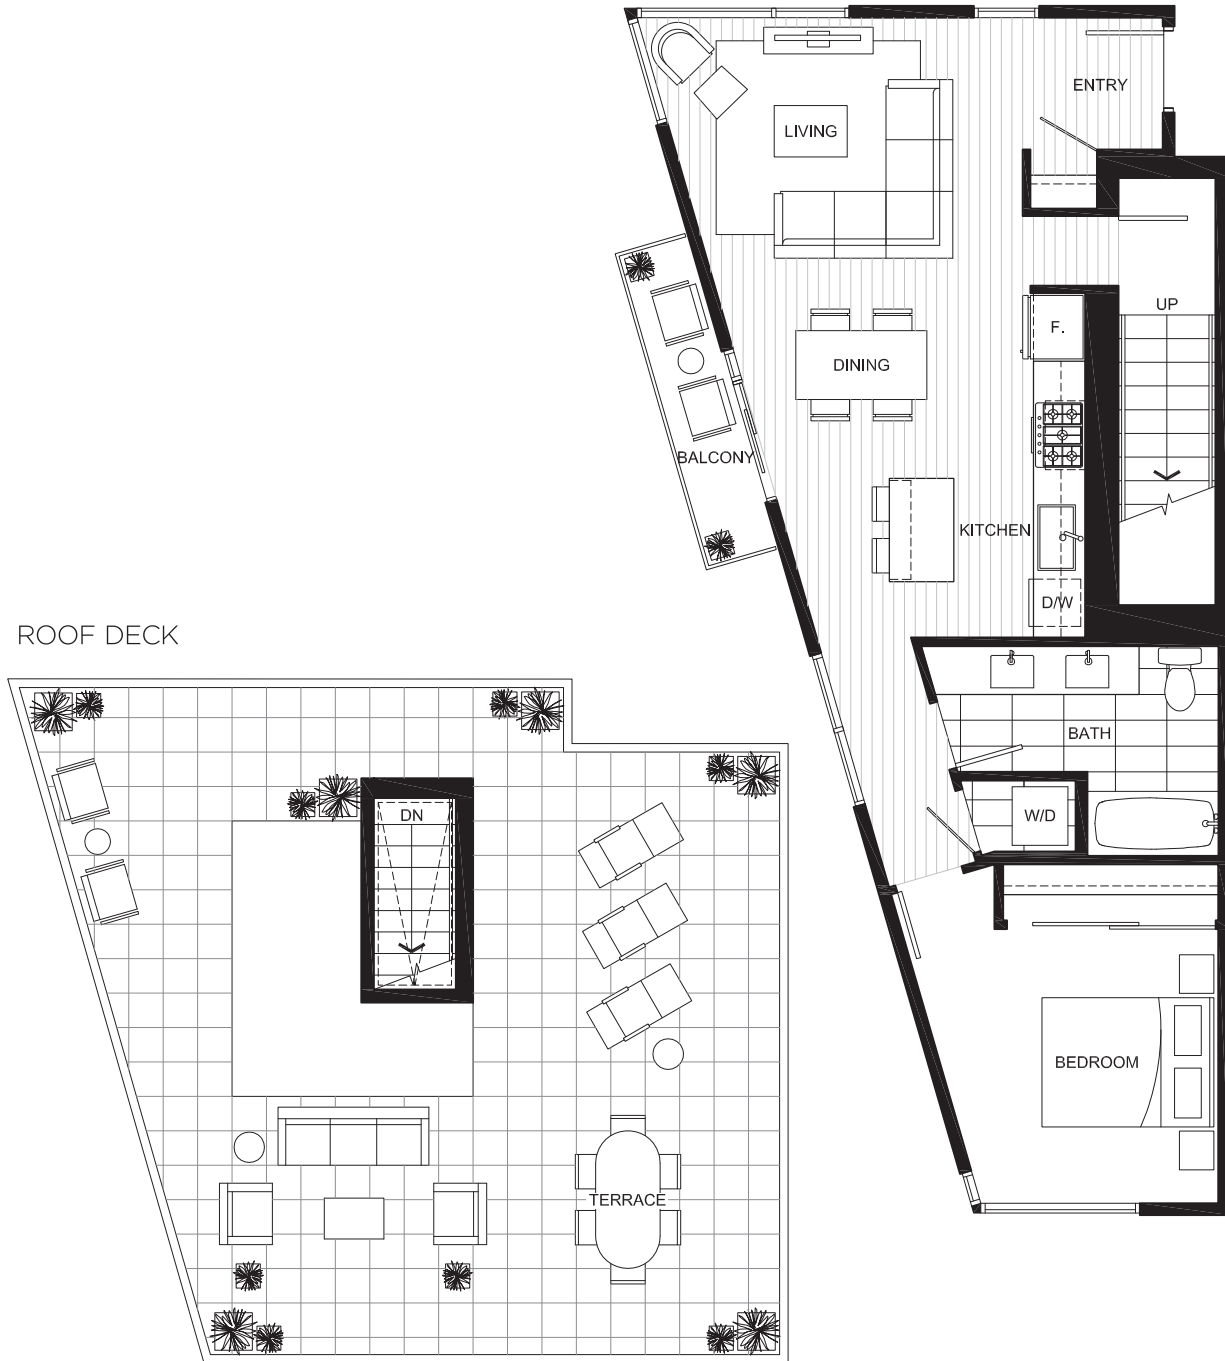 ENTRY
LIVING
UP
F.
DINING
BALCONY
KITCHEN
D/W
ROOF DECK
BATH
DN
W/D
BEDROOM
TERRACE